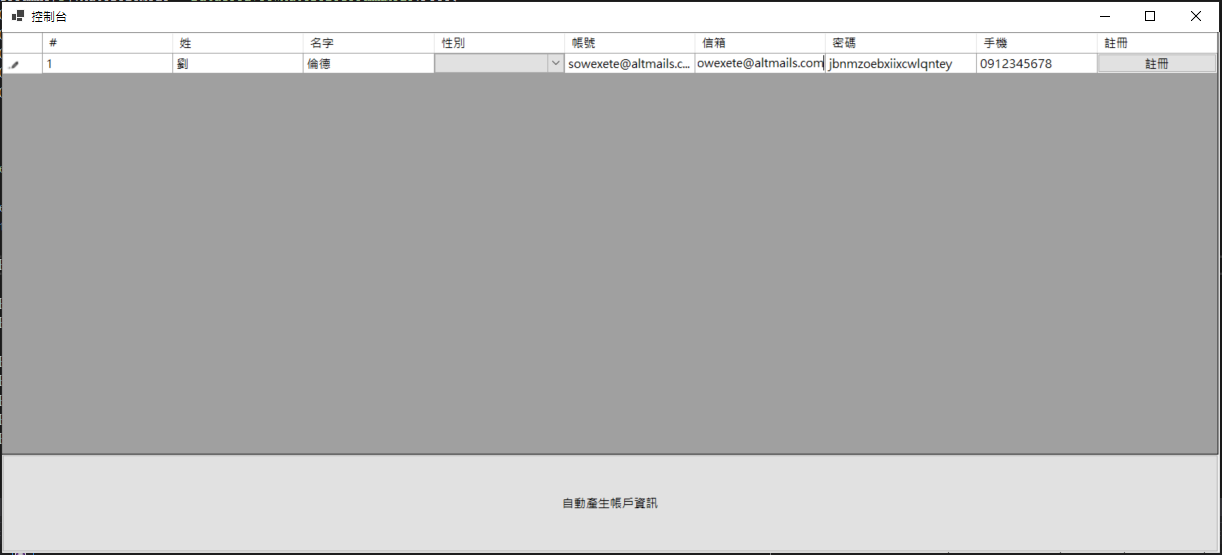 控制台
# 姓 名字 性別 帳號 信箱 密碼 手機 註冊
1 劉 倫德 sowexete@altmails.c... owexete@altmails.com jbnmzoebxiixcwlqntey 0912345678 註冊
自動產生帳戶資訊